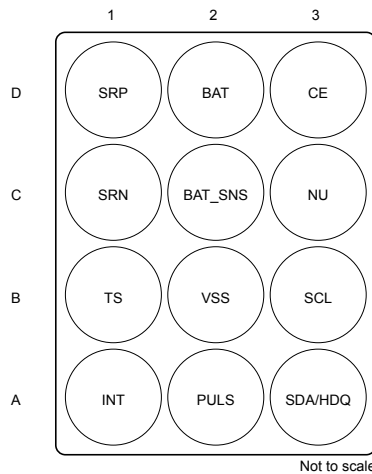 1 2 3
D SRP BAT CE
C SRN BAT_SNS NU
B TS VSS SCL
A INT PULS SDA/HDQ
Not to scale